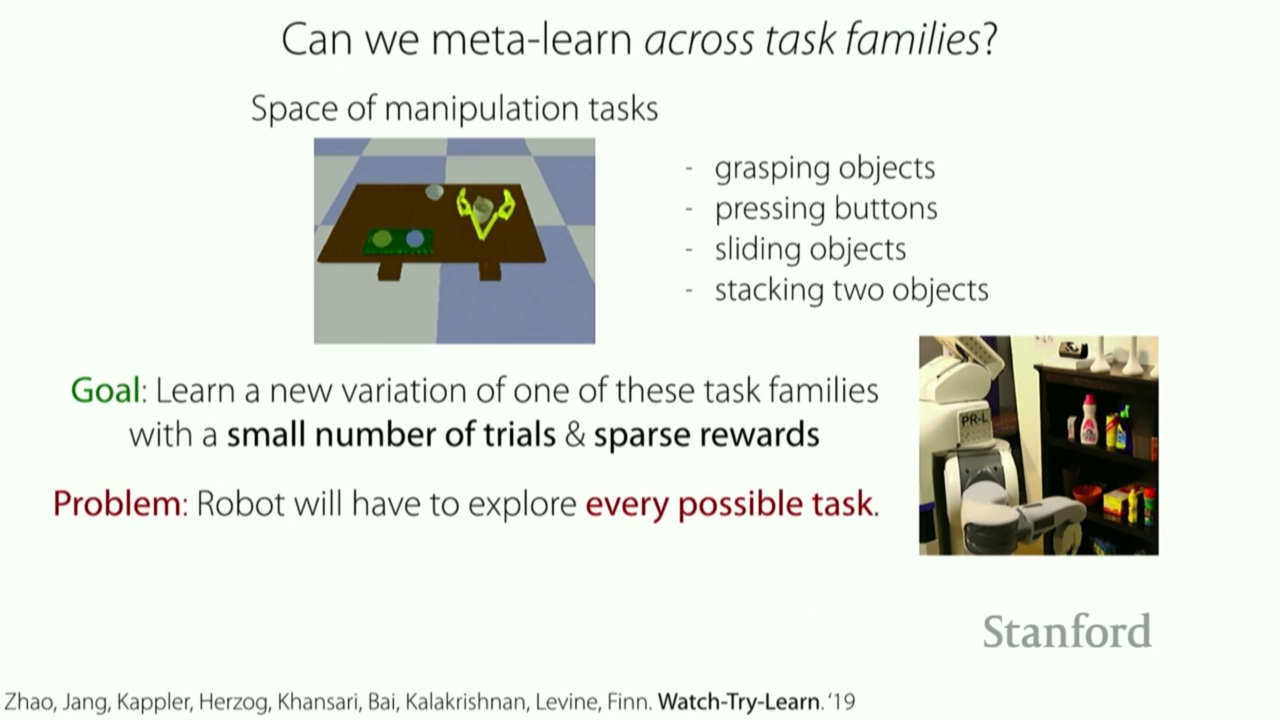 Can we meta-learn across task families?
Space of manipulation tasks
- grasping objects
- pressing buttons
- sliding objects
- stacking two objects
Goal: Learn a new variation of one of these task families
with a small number of trials & sparse rewards
PR-L
Problem: Robot will have to explore every possible task.
Stanford
Zhao, Jang, Kappler, Herzog, Khansari, Bai, Kalakrishnan, Levine, Finn. Watch-Try-Learn. ‘19